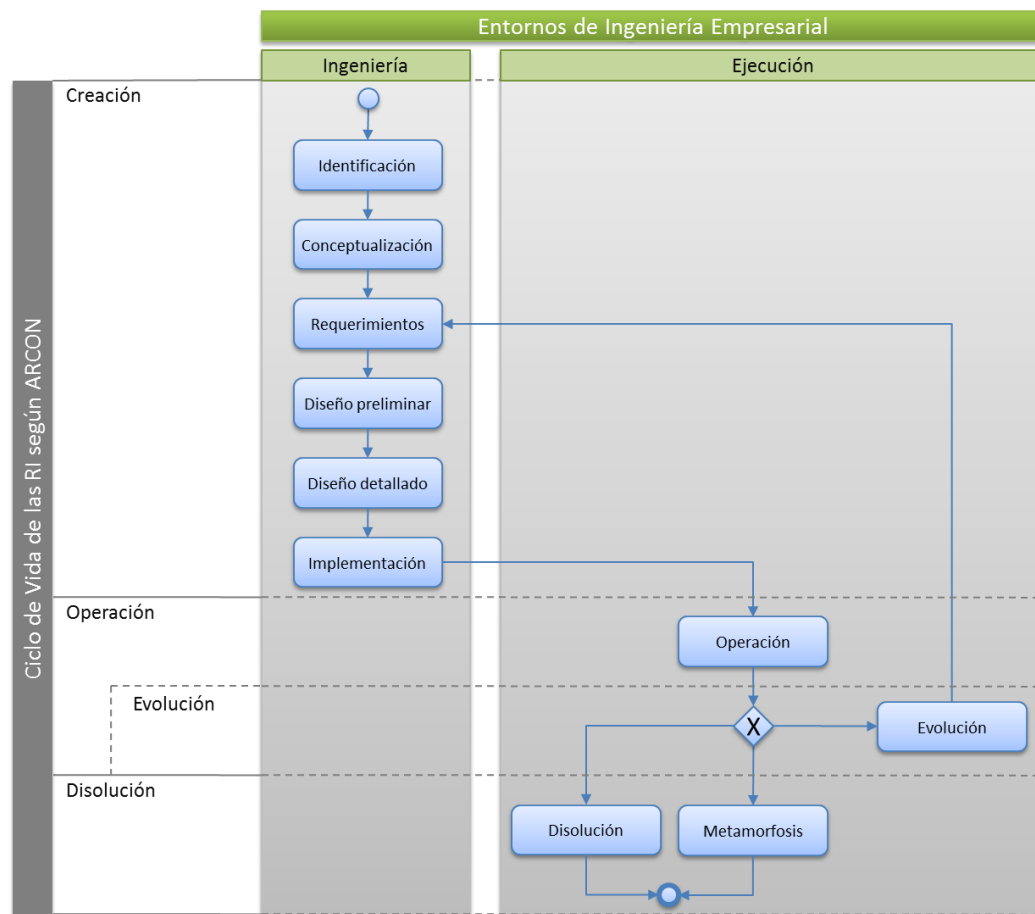 Entornos de Ingeniería Empresarial
Ingeniería
Ejecución
Ciclo de Vida de las RI según ARCON
Creación
Identificación
Conceptualización
Requerimientos
Diseño preliminar
Diseño detallado
Implementación
Operación
Operación
Evolución
X
Evolución
Disolución
Disolución
Metamorfosis